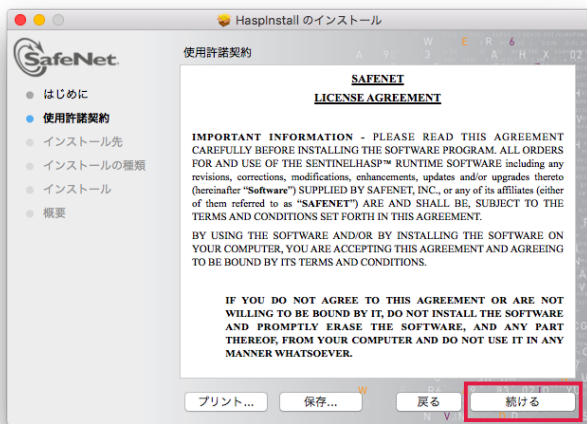 HaspInstall のインストール
SafeNet.
使用許諾契約
はじめに
使用許諾契約
インストール先
インストールの種類
インストール
概要
SAFENET
LICENSE AGREEMENT
IMPORTANT INFORMATION - PLEASE READ THIS AGREEMENT
CAREFULLY BEFORE INSTALLING THE SOFTWARE PROGRAM. ALL ORDERS
FOR AND USE OF THE SENTINELHASP™ RUNTIME SOFTWARE including any
revisions, corrections, modifications, enhancements, updates and/or upgrades thereto
(hereinafter “Software”) SUPPLIED BY SAFENET, INC., or any of its affiliates (either
of them referred to as “SAFENET”) ARE AND SHALL BE, SUBJECT TO THE
TERMS AND CONDITIONS SET FORTH IN THIS AGREEMENT.
BY USING THE SOFTWARE AND/OR BY INSTALLING THE SOFTWARE ON
YOUR COMPUTER, YOU ARE ACCEPTING THIS AGREEMENT AND AGREEING
TO BE BOUND BY ITS TERMS AND CONDITIONS.
IF YOU DO NOT AGREE TO THIS AGREEMENT OR ARE NOT
WILLING TO BE BOUND BY IT, DO NOT INSTALL THE SOFTWARE
AND PROMPTLY ERASE THE SOFTWARE, AND ANY PART
THEREOF, FROM YOUR COMPUTER AND DO NOT USE IT IN ANY
MANNER WHATSOEVER.
プリント... 保存... 戻る 続ける